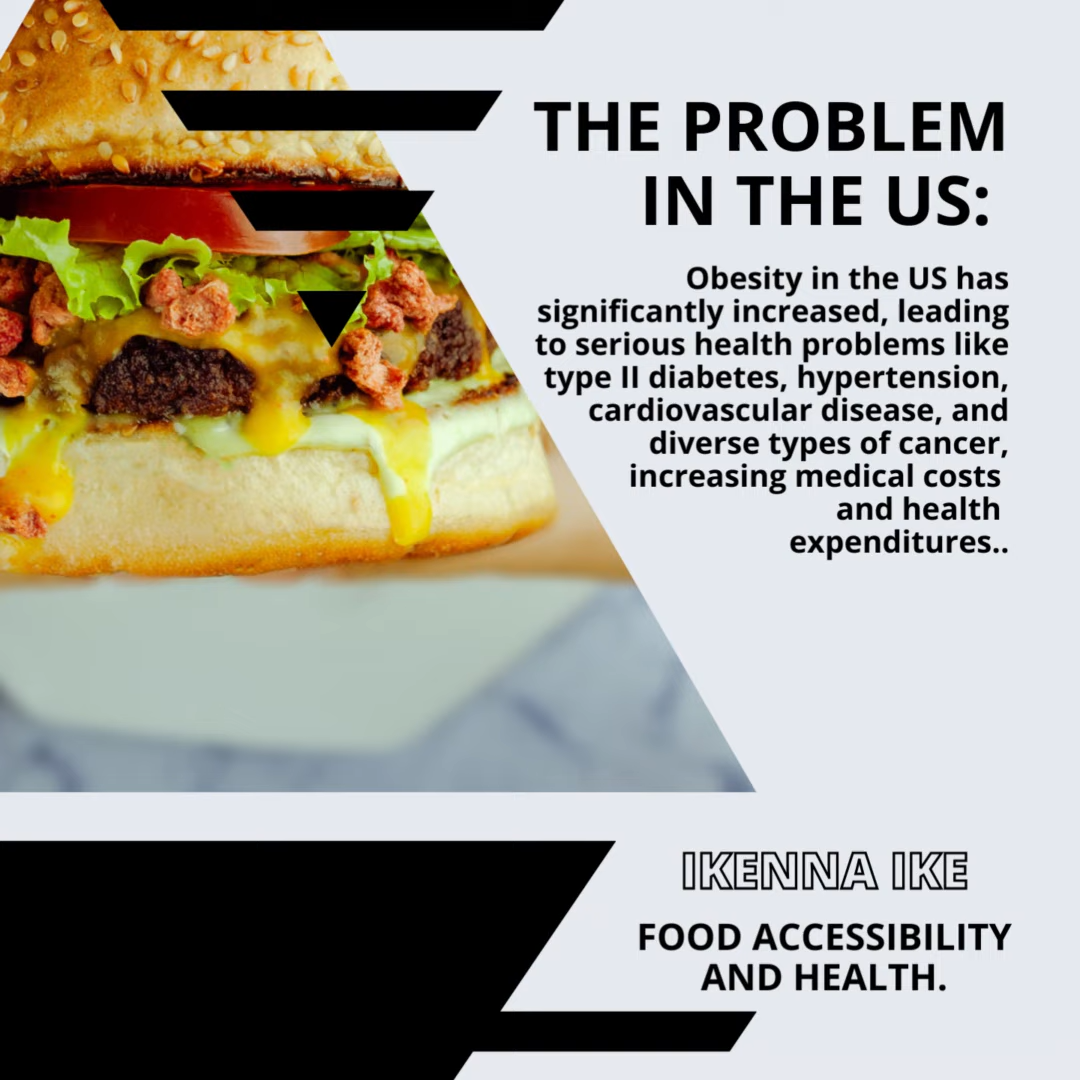 THE PROBLEM
IN THE US:
Obesity in the US has
significantly increased, leading
to serious health problems like
type II diabetes, hypertension,
cardiovascular disease, and
diverse types of cancer,
increasing medical costs
and health
expenditures..
IKENNA IKE
FOOD ACCESSIBILITY
AND HEALTH.